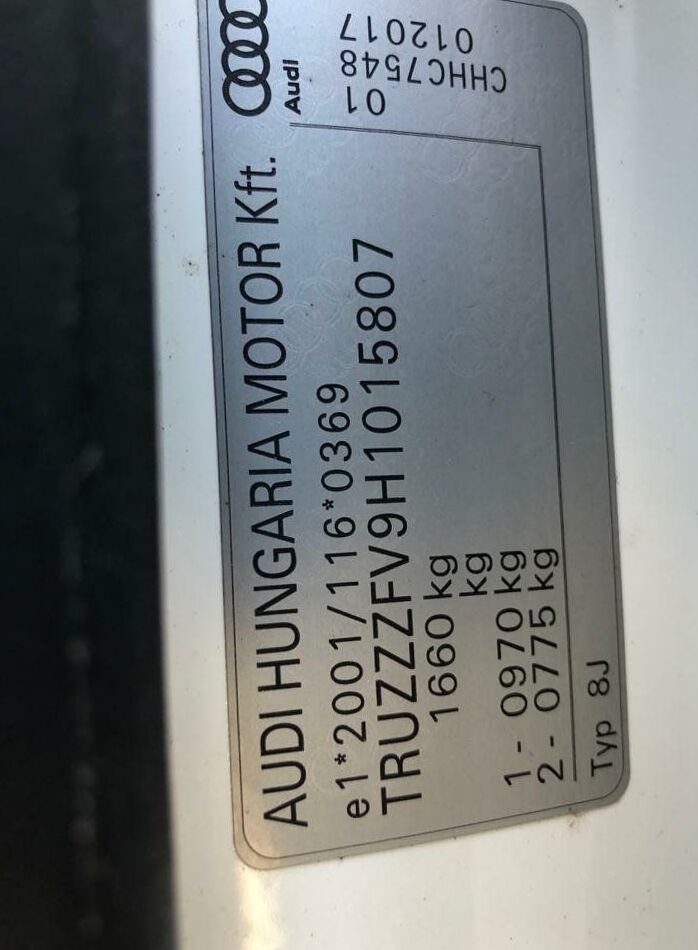 AUDI HUNGARIA MOTOR Kft.
Audi
e1*2001/116*0369
TRUZZZFV9H1015807
1660 kg
kg
1 - 0970 kg
2 - 0775 kg
Typ 8J
01
CHHC7548
012017